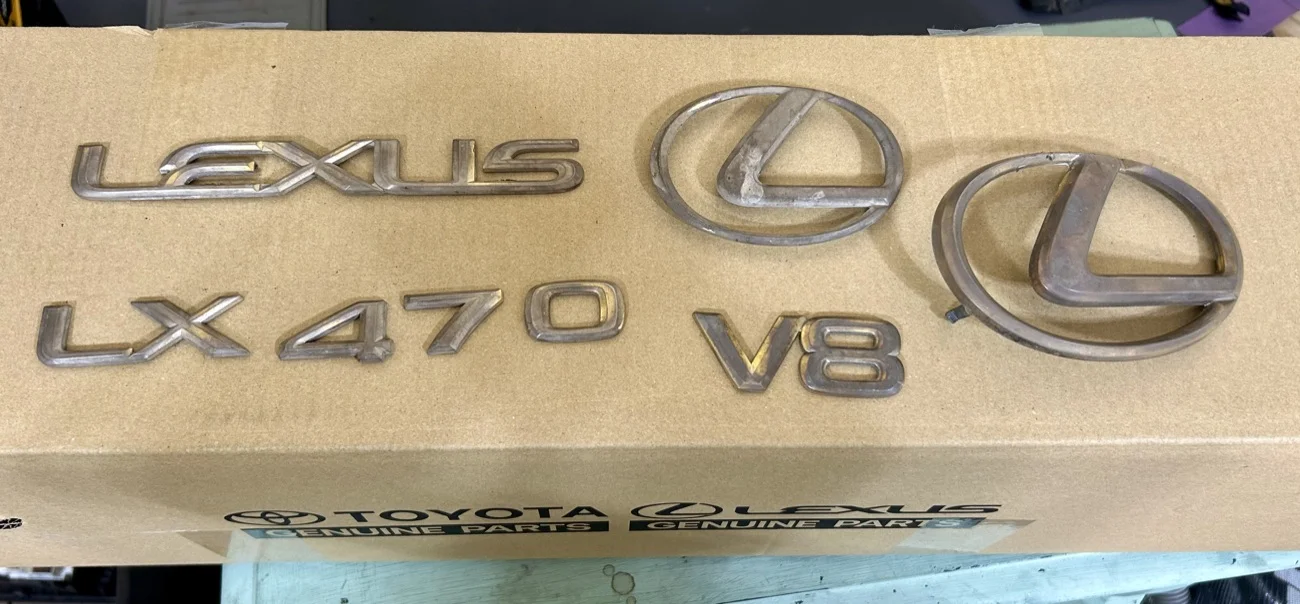 LEXUS
LX 470
V8
TOYOTA LEXUS
GENUINE PARTS GENUINE PARTS